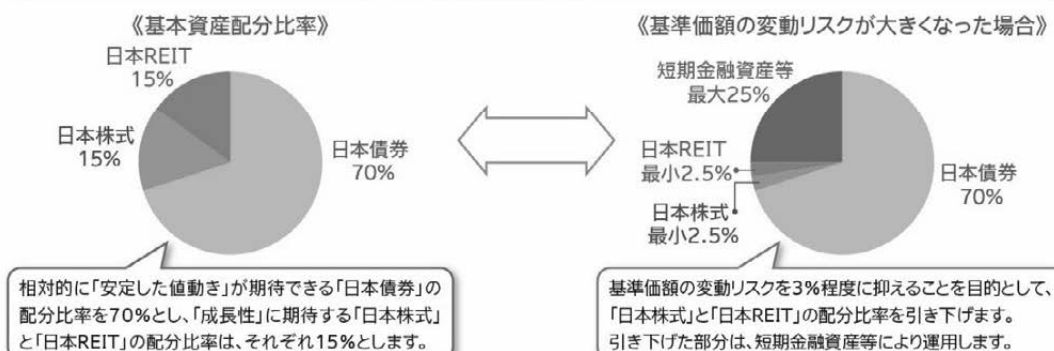 《基本資産配分比率》
日本REIT
15%
日本株式
15%
日本債券
70%
相対的に「安定した値動き」が期待できる「日本債券」の
配分比率を70%とし、「成長性」に期待する「日本株式」
と「日本REIT」の配分比率は、それぞれ15%とします。
《基準価額の変動リスクが大きくなった場合》
短期金融資産等
最大25%
日本REIT
最小2.5%
日本株式
最小2.5%
日本債券
70%
基準価額の変動リスクを3%程度に抑えることを目的として、
「日本株式」と「日本REIT」の配分比率を引き下げます。
引き下げた部分は、短期金融資産等により運用します。